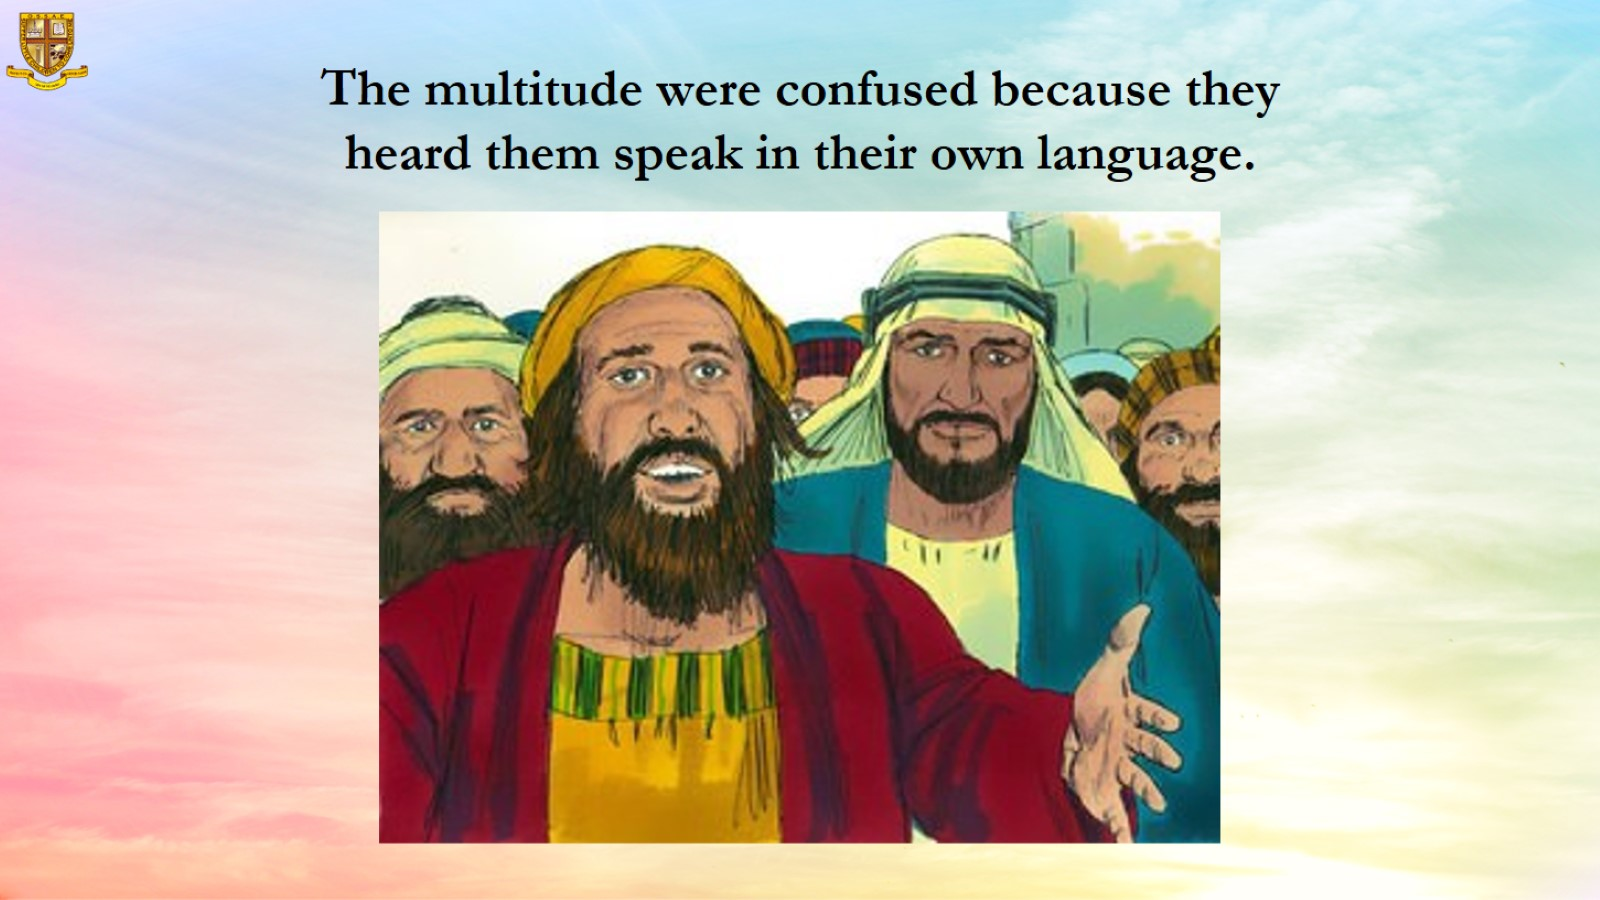 The multitude were confused because they
heard them speak in their own language.